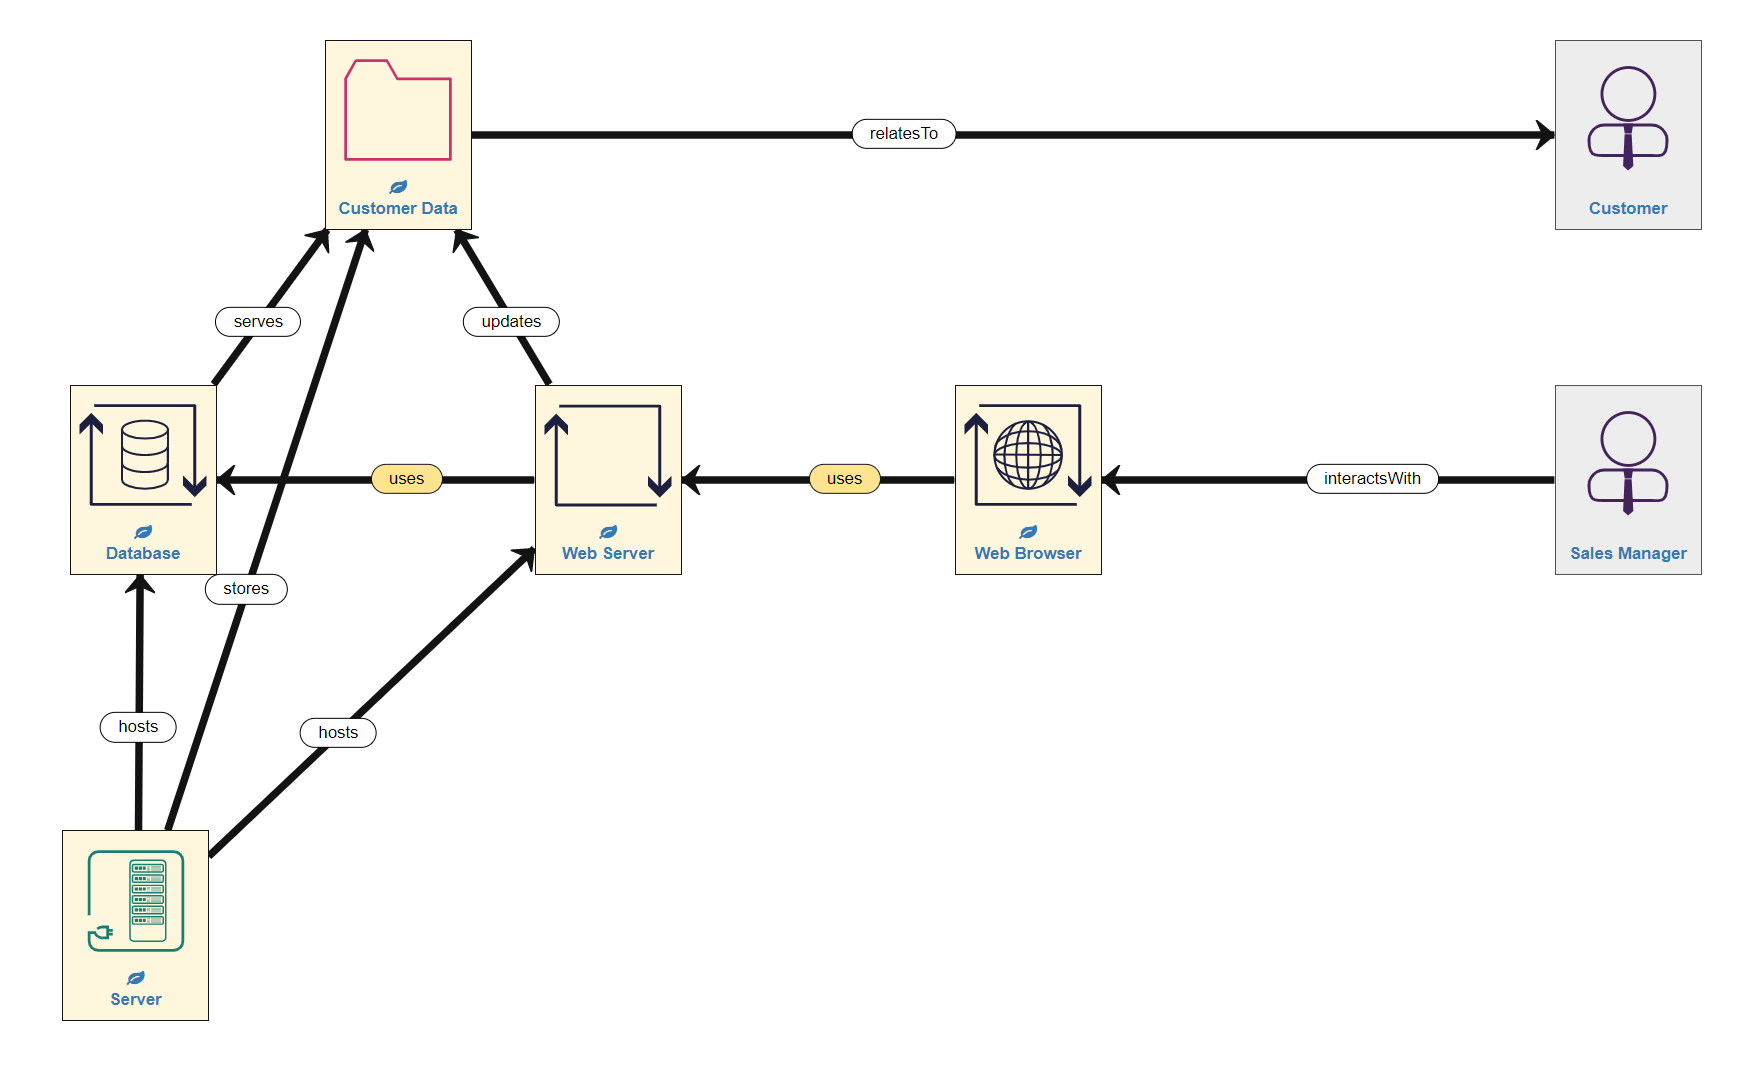 relatesTo
Customer Data
Customer
serves
updates
uses
uses
interactsWith
Database
Web Server
Web Browser
Sales Manager
stores
hosts
hosts
Server